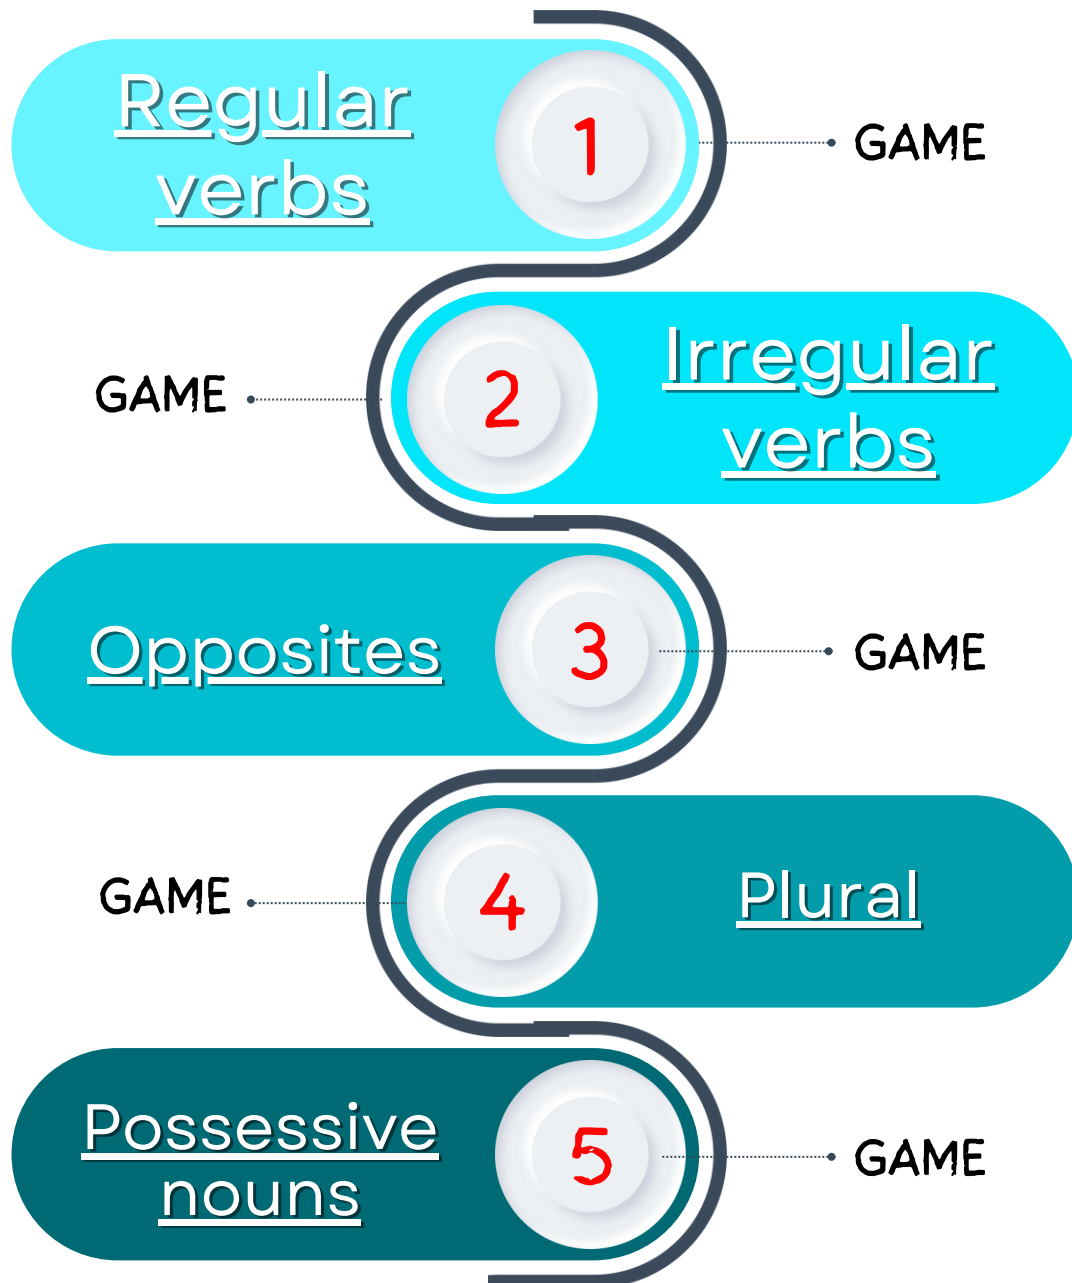 Regular
verbs
1
GAME
GAME
2
Irregular
verbs
Opposites
3
GAME
GAME
4
Plural
Possessive
nouns
5
GAME